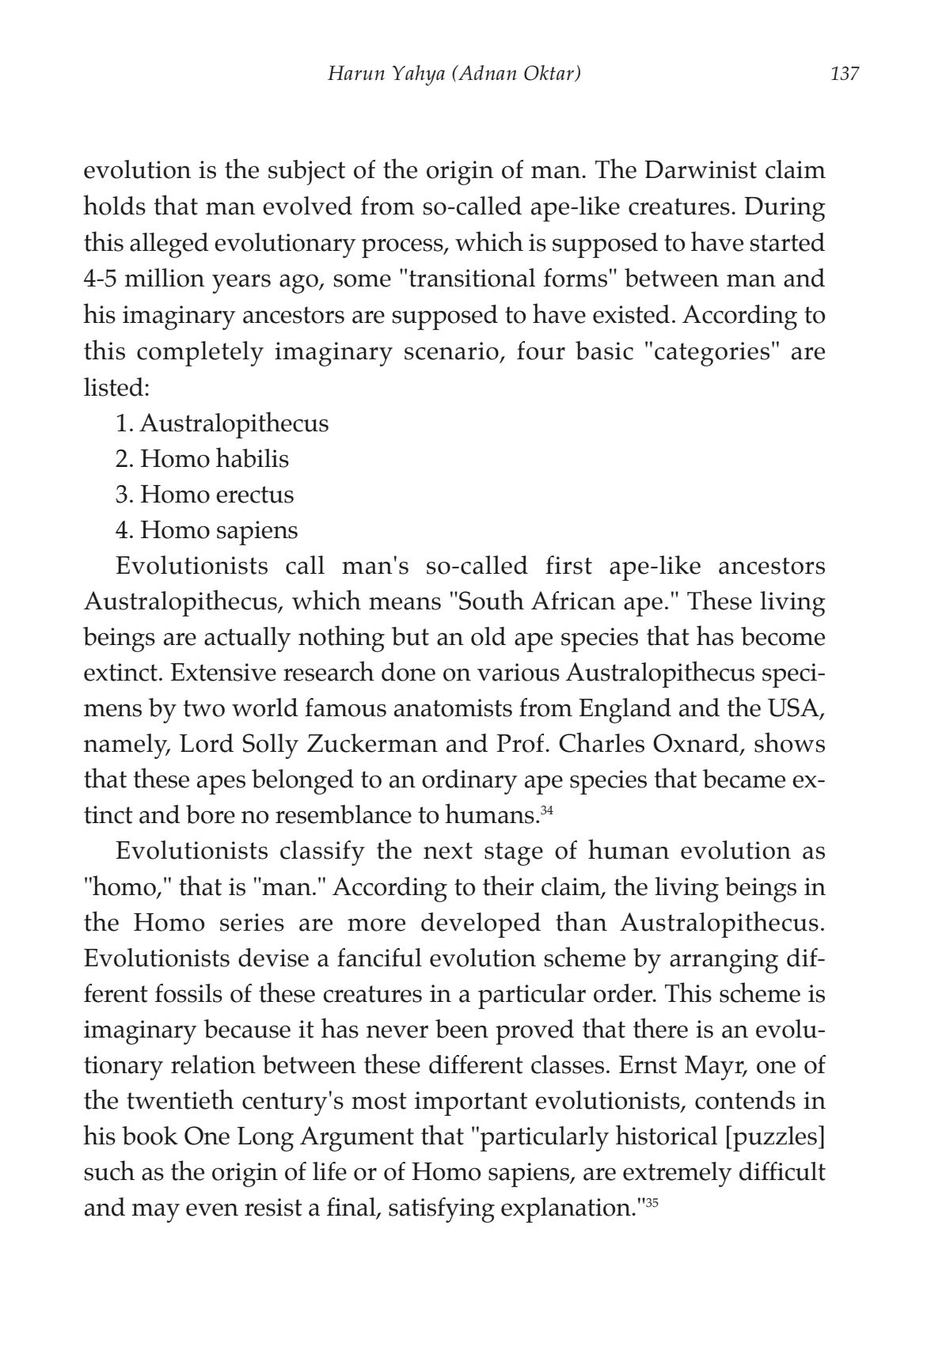 Harun Yahya (Adnan Oktar) 137
evolution is the subject of the origin of man. The Darwinist claim
holds that man evolved from so-called ape-like creatures. During
this alleged evolutionary process, which is supposed to have started
4-5 million years ago, some "transitional forms" between man and
his imaginary ancestors are supposed to have existed. According to
this completely imaginary scenario, four basic "categories" are
listed:
1. Australopithecus
2. Homo habilis
3. Homo erectus
4. Homo sapiens
Evolutionists call man's so-called first ape-like ancestors
Australopithecus, which means "South African ape." These living
beings are actually nothing but an old ape species that has become
extinct. Extensive research done on various Australopithecus speci-
mens by two world famous anatomists from England and the USA,
namely, Lord Solly Zuckerman and Prof. Charles Oxnard, shows
that these apes belonged to an ordinary ape species that became ex-
tinct and bore no resemblance to humans.34
Evolutionists classify the next stage of human evolution as
"homo," that is "man." According to their claim, the living beings in
the Homo series are more developed than Australopithecus.
Evolutionists devise a fanciful evolution scheme by arranging dif-
ferent fossils of these creatures in a particular order. This scheme is
imaginary because it has never been proved that there is an evolu-
tionary relation between these different classes. Ernst Mayr, one of
the twentieth century's most important evolutionists, contends in
his book One Long Argument that "particularly historical [puzzles]
such as the origin of life or of Homo sapiens, are extremely difficult
and may even resist a final, satisfying explanation."35